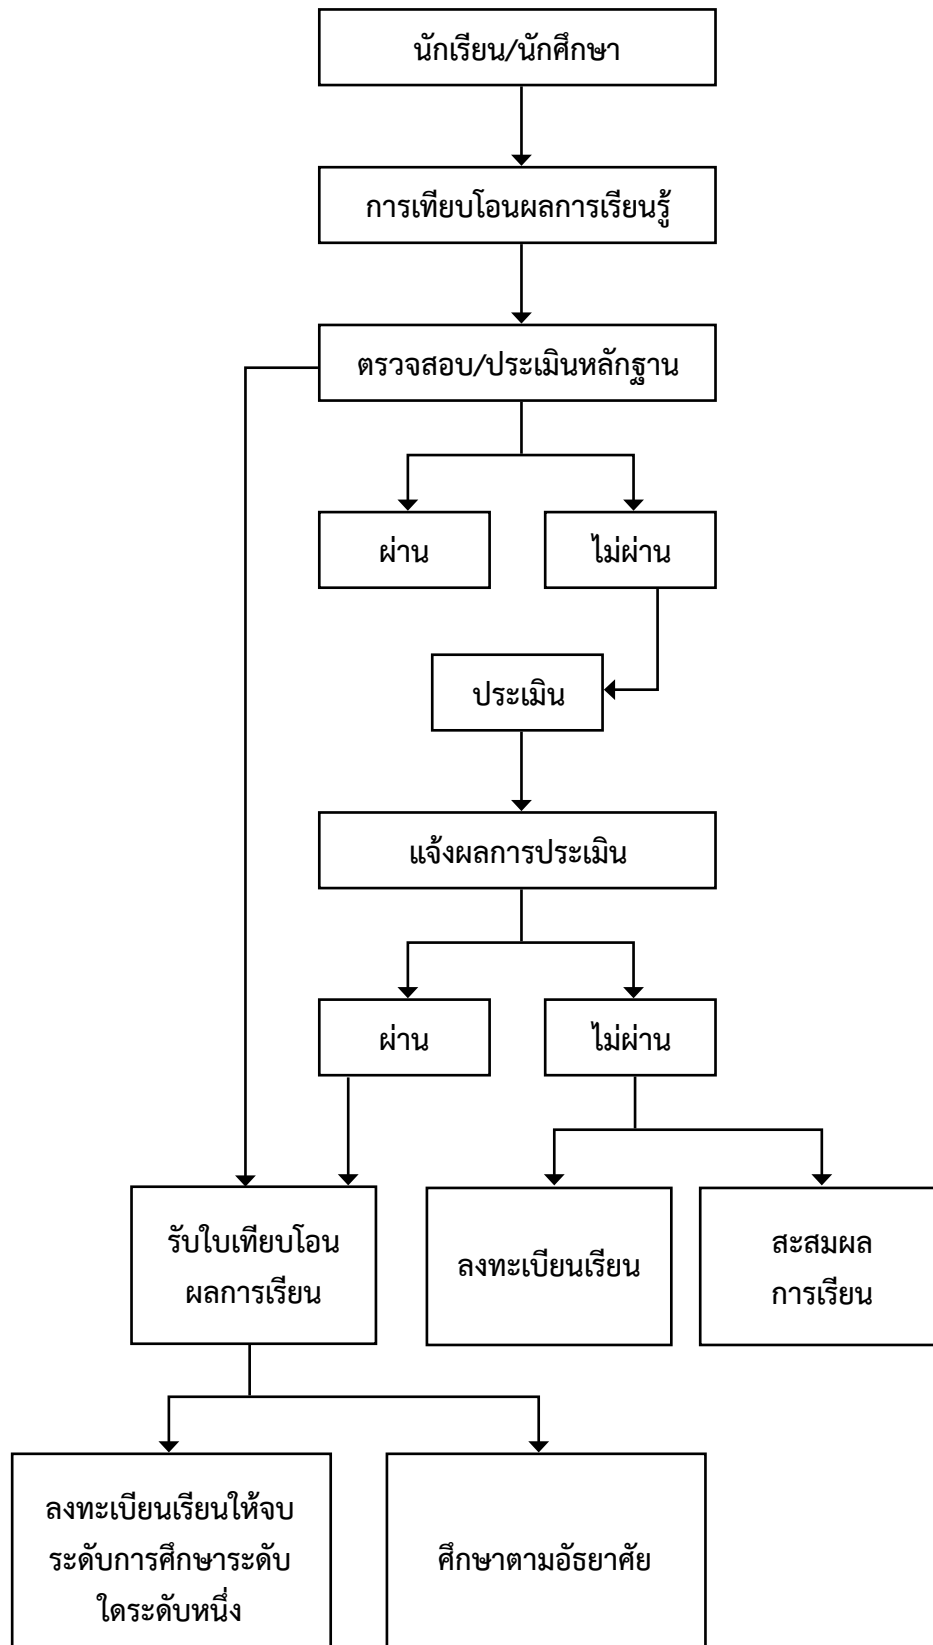 นักเรียน/นักศึกษา
การเทียบโอนผลการเรียนรู้
ตรวจสอบ/ประเมินหลักฐาน
ผ่าน
ไม่ผ่าน
ประเมิน
แจ้งผลการประเมิน
ผ่าน
ไม่ผ่าน
รับใบเทียบโอน
ผลการเรียน
ลงทะเบียนเรียน
สะสมผล
การเรียน
ลงทะเบียนเรียนให้จบ
ระดับการศึกษาระดับ
ใดระดับหนึ่ง
ศึกษาตามอัธยาศัย